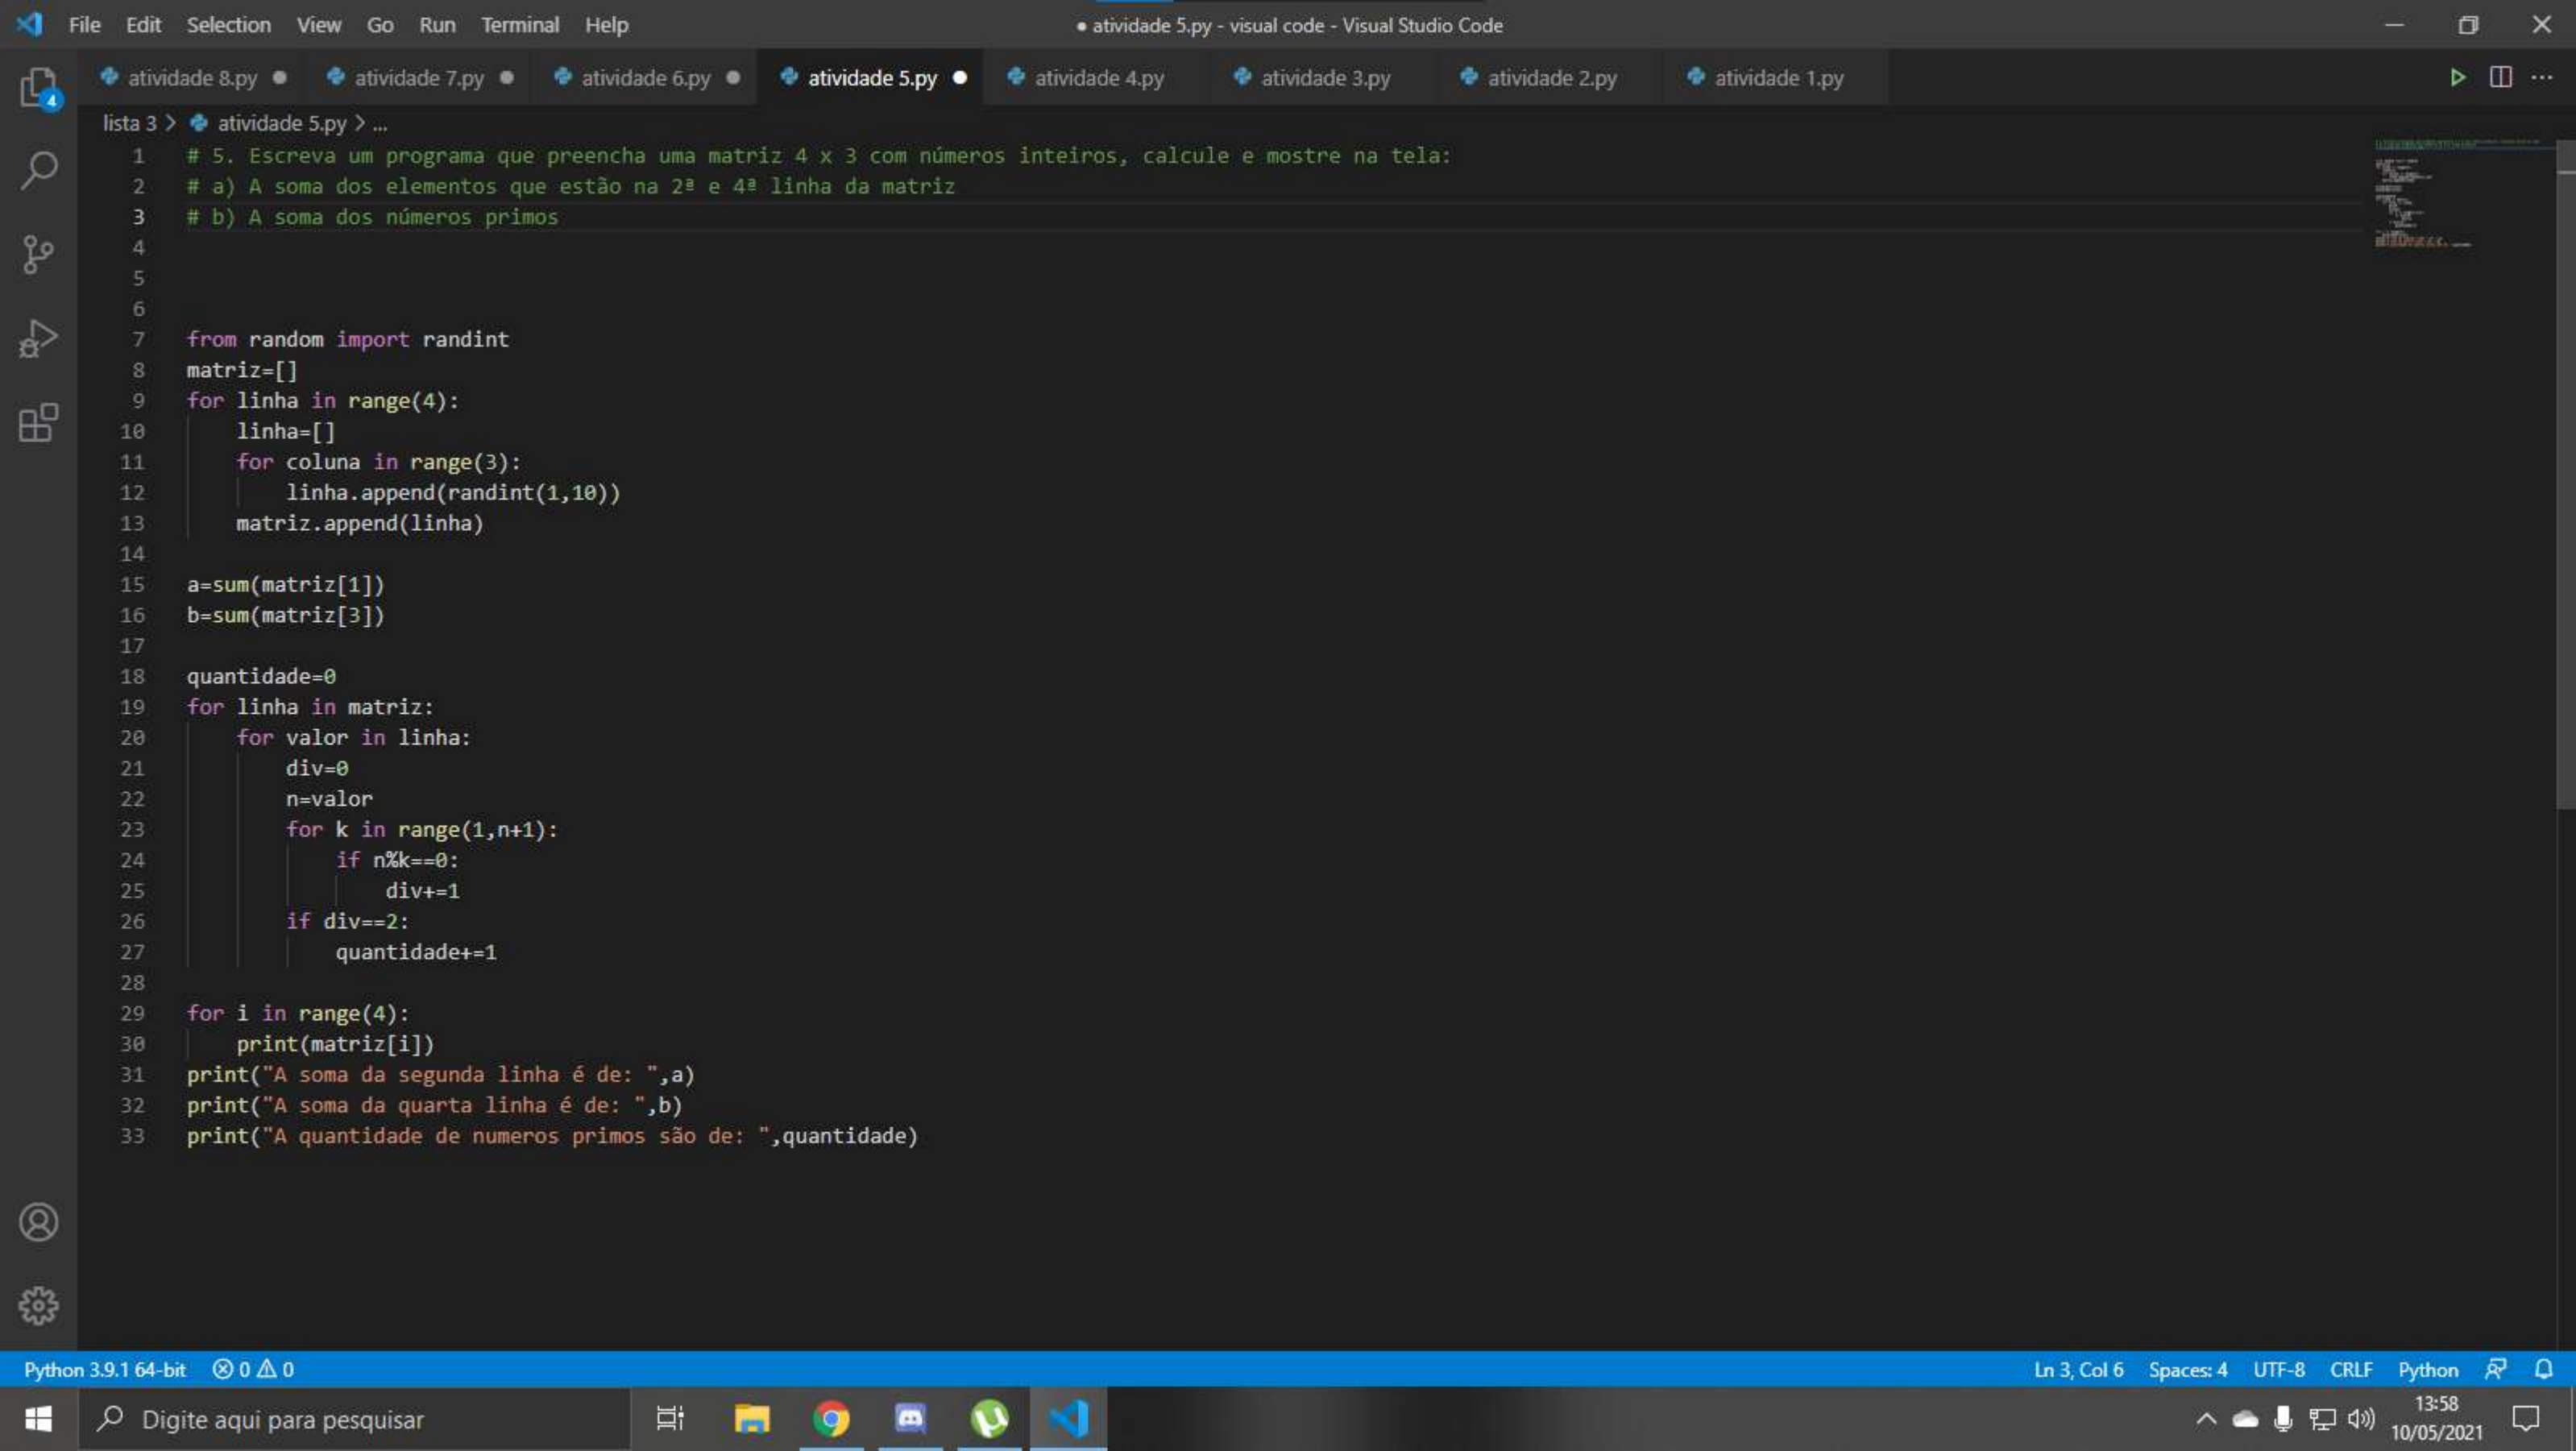 File Edit Selection View Go Run Terminal Help
● atividade 5.py - visual code - Visual Studio Code
atividade 8.py ● atividade 7.py ● atividade 6.py ● atividade 5.py ● atividade 4.py atividade 3.py atividade 2.py atividade 1.py
4
lista 3 > atividade 5.py > ...
1 # 5. Escreva um programa que preencha uma matriz 4 x 3 com números inteiros, calcule e mostre na tela:
2 # a) A soma dos elementos que estão na 2ª e 4ª linha da matriz
3 # b) A soma dos números primos
4
5
6
7 from random import randint
8 matriz=[]
9 for linha in range(4):
10     linha=[]
11     for coluna in range(3):
12         linha.append(randint(1,10))
13     matriz.append(linha)
14
15 a=sum(matriz[1])
16 b=sum(matriz[3])
17
18 quantidade=0
19 for linha in matriz:
20     for valor in linha:
21         div=0
22         n=valor
23         for k in range(1,n+1):
24             if n%k==0:
25                 div+=1
26         if div==2:
27             quantidade+=1
28
29 for i in range(4):
30     print(matriz[i])
31 print("A soma da segunda linha é de: ",a)
32 print("A soma da quarta linha é de: ",b)
33 print("A quantidade de numeros primos são de: ",quantidade)
Python 3.9.1 64-bit 0 0 Ln 3, Col 6 Spaces: 4 UTF-8 CRLF Python
Digite aqui para pesquisar
13:58
10/05/2021